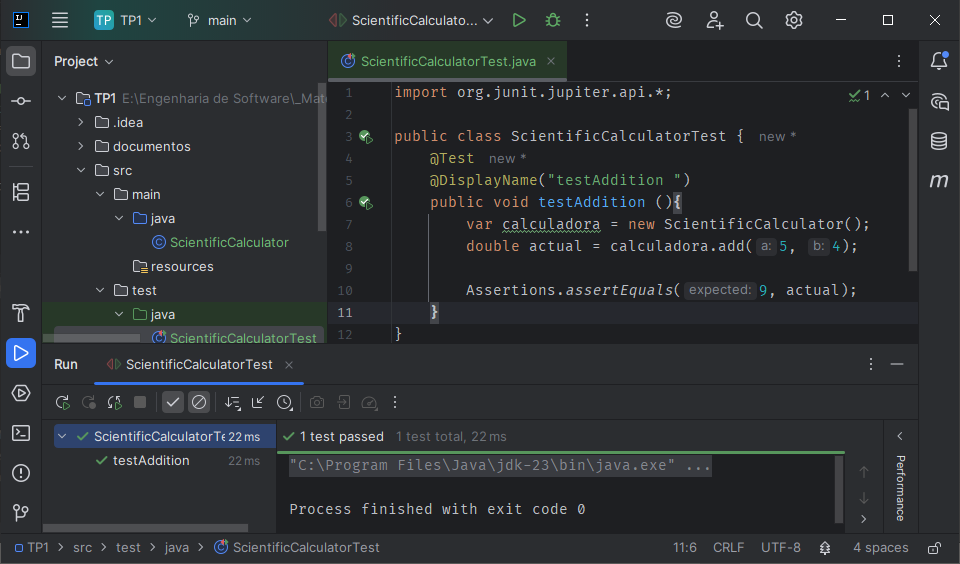 TP TP1 main ScientificCalculato...
Project
TP1 E:\Engenharia de Software\_Mat
.idea
documentos
src
main
java
ScientificCalculator
resources
test
java
ScientificCalculatorTest
ScientificCalculatorTest.java
1
1 import org.junit.jupiter.api.*;
2
3 public class ScientificCalculatorTest { new *
4 @Test new *
5 @DisplayName("testAddition ")
6 public void testAddition (){
7 var calculadora = new ScientificCalculator();
8 double actual = calculadora.add( a: 5, b: 4);
9
10 Assertions.assertEquals( expected: 9, actual);
11 }
12 }
Run ScientificCalculatorTest
ScientificCalculatorTe 22 ms
testAddition 22 ms
1 test passed 1 test total, 22 ms
"C:\Program Files\Java\jdk-23\bin\java.exe" ...
Process finished with exit code 0
Performance
TP1 > src > test > java > ScientificCalculatorTest
11:6 CRLF UTF-8 4 spaces